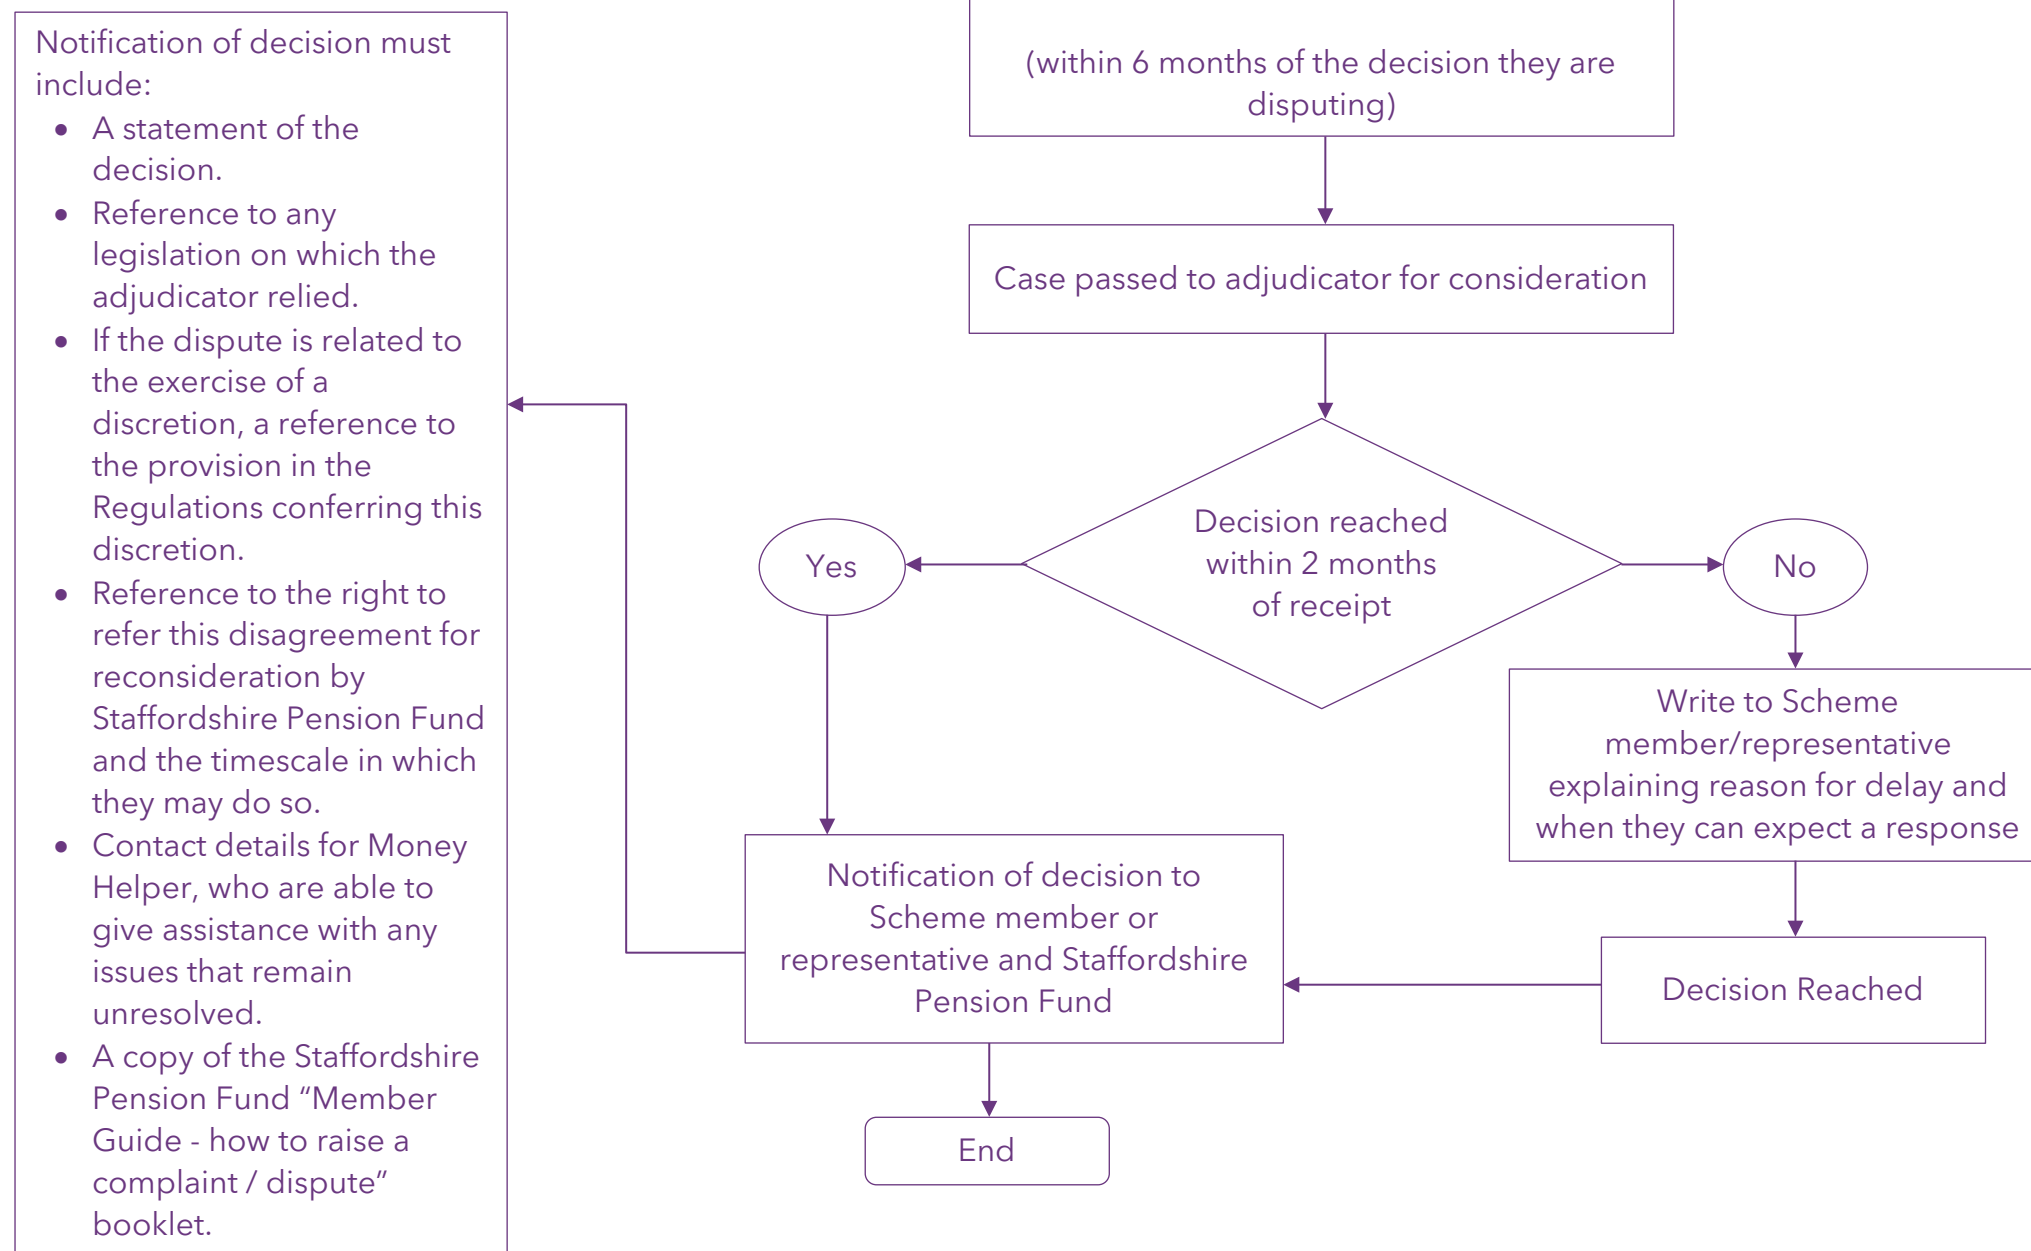 Notification of decision must
include:
• A statement of the
decision.
• Reference to any
legislation on which the
adjudicator relied.
• If the dispute is related to
the exercise of a
discretion, a reference to
the provision in the
Regulations conferring this
discretion.
• Reference to the right to
refer this disagreement for
reconsideration by
Staffordshire Pension Fund
and the timescale in which
they may do so.
• Contact details for Money
Helper, who are able to
give assistance with any
issues that remain
unresolved.
• A copy of the Staffordshire
Pension Fund “Member
Guide - how to raise a
complaint / dispute”
booklet.
(within 6 months of the decision they are
disputing)
Case passed to adjudicator for consideration
Decision reached
within 2 months
of receipt
Yes
No
Write to Scheme
member/representative
explaining reason for delay and
when they can expect a response
Notification of decision to
Scheme member or
representative and Staffordshire
Pension Fund
Decision Reached
End